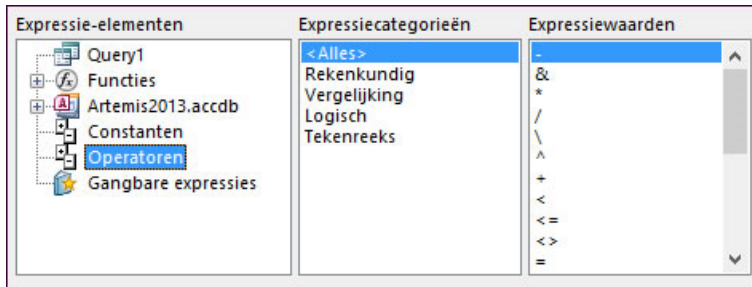 Expressie-elementen
Query1
Functies
Artemis2013.accdb
Constanten
Operatoren
Gangbare expressies
Expressiecategorieën
<Alles>
Rekenkundig
Vergelijking
Logisch
Tekenreeks
Expressiewaarden
-
&
*
/
\
^
+
<
<=
<>
=